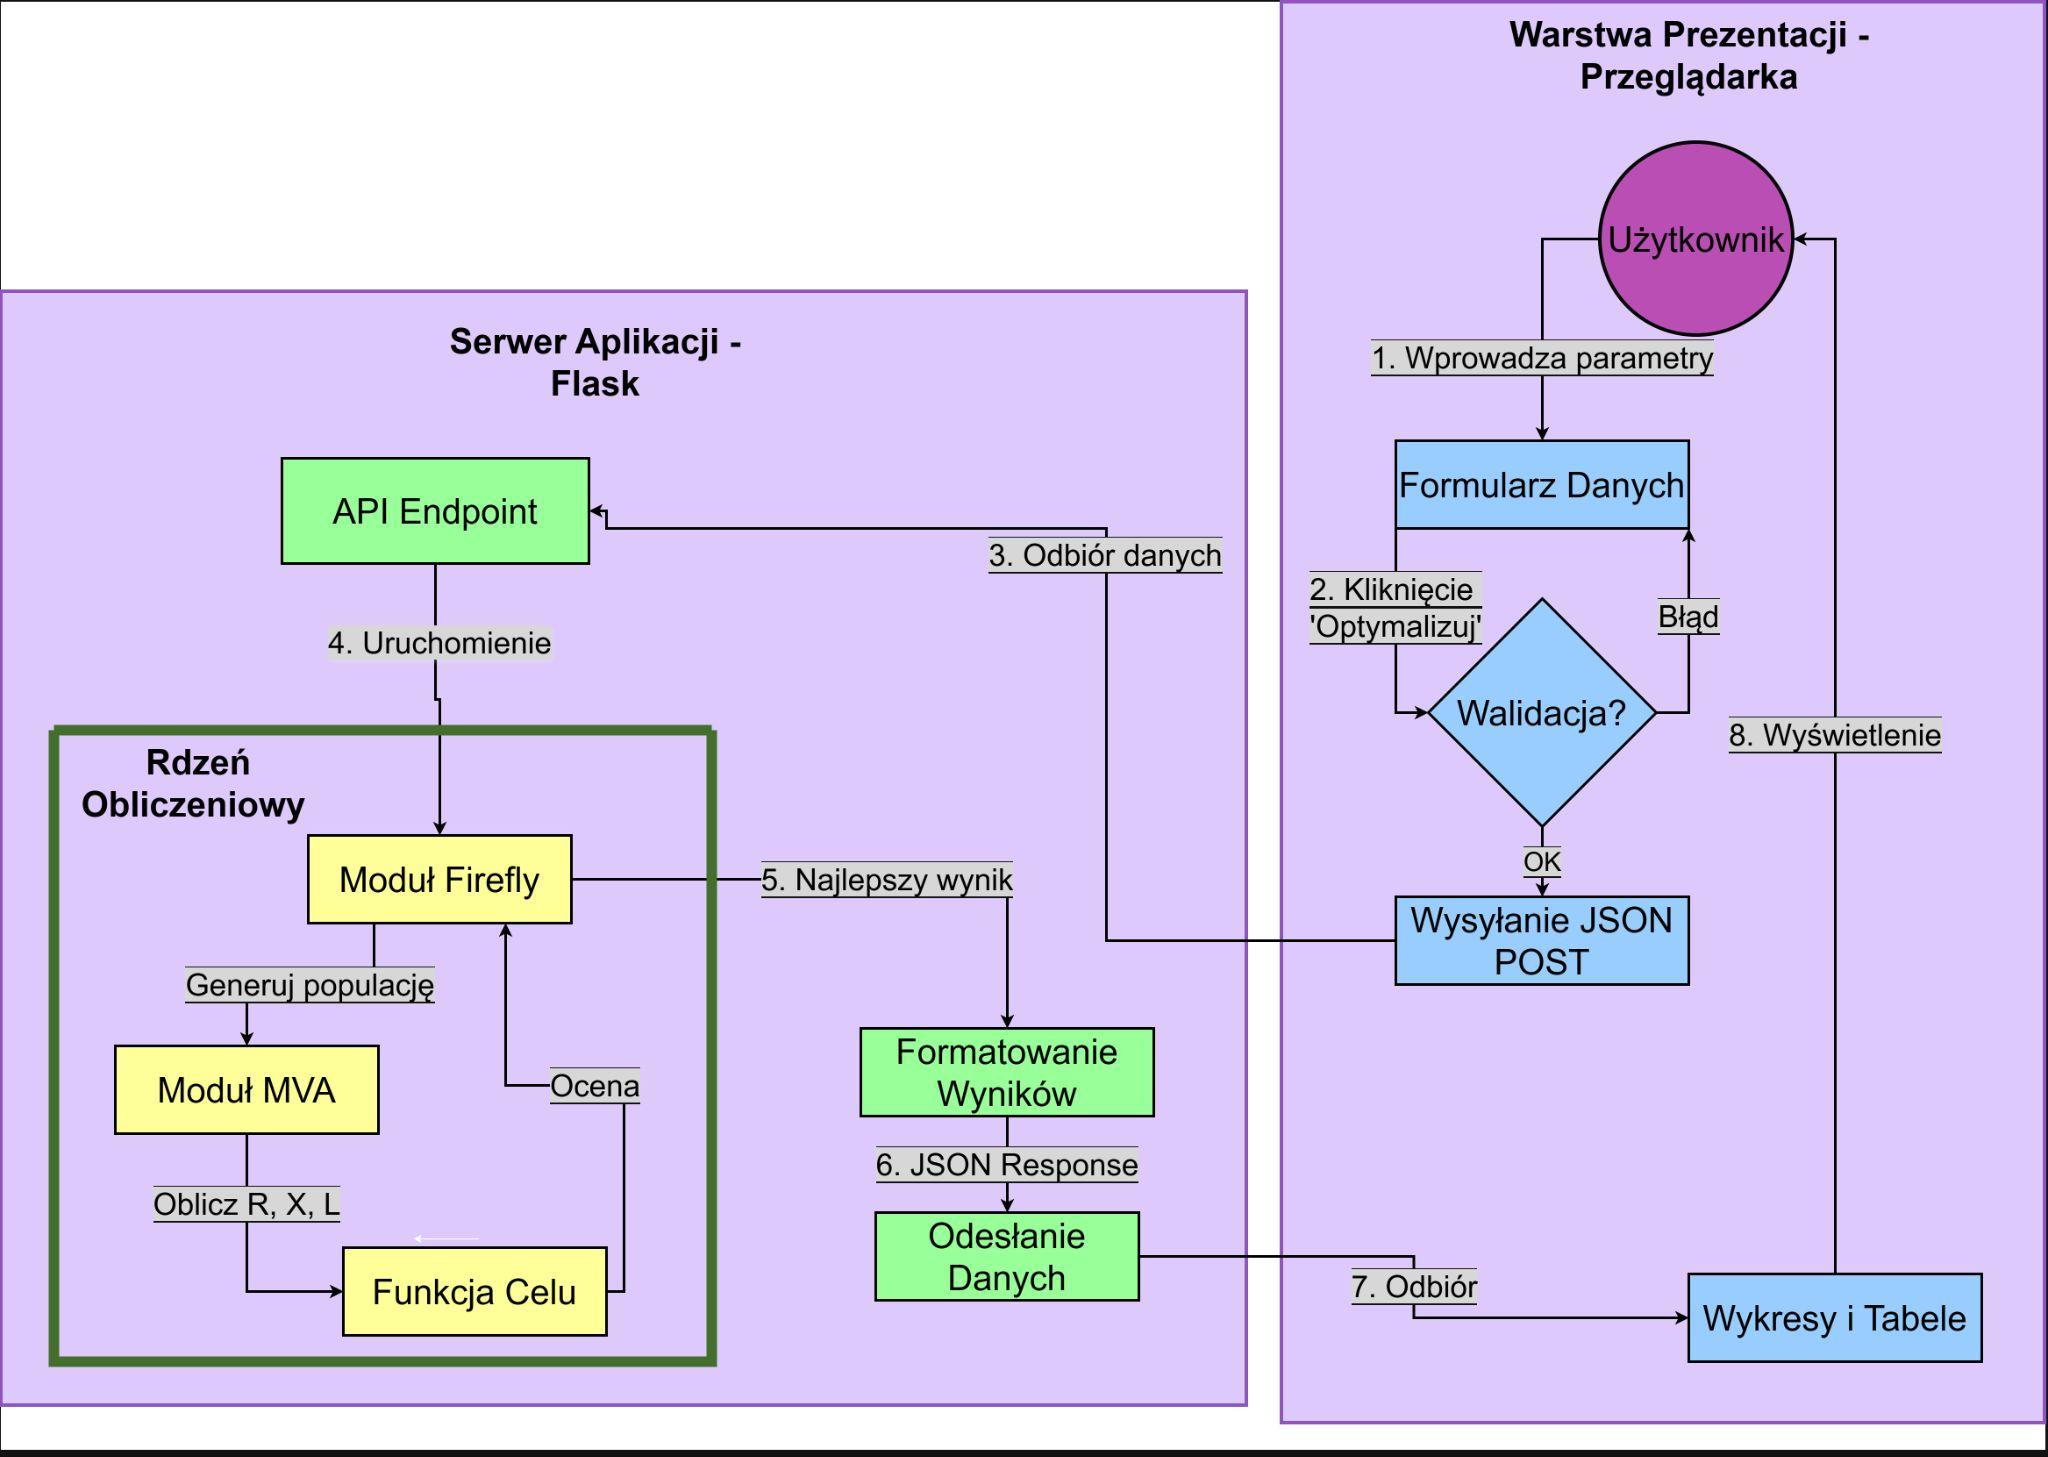 Warstwa Prezentacji -
Przeglądarka
Użytkownik
1. Wprowadza parametry
Formularz Danych
2. Kliknięcie
'Optymalizuj'
Błąd
Walidacja?
OK
Wysyłanie JSON
POST
8. Wyświetlenie
Serwer Aplikacji -
Flask
API Endpoint
3. Odbiór danych
4. Uruchomienie
Rdzeń
Obliczeniowy
Moduł Firefly
5. Najlepszy wynik
Generuj populację
Moduł MVA
Ocena
Oblicz R, X, L
Funkcja Celu
Formatowanie
Wyników
6. JSON Response
Odesłanie
Danych
7. Odbiór
Wykresy i Tabele